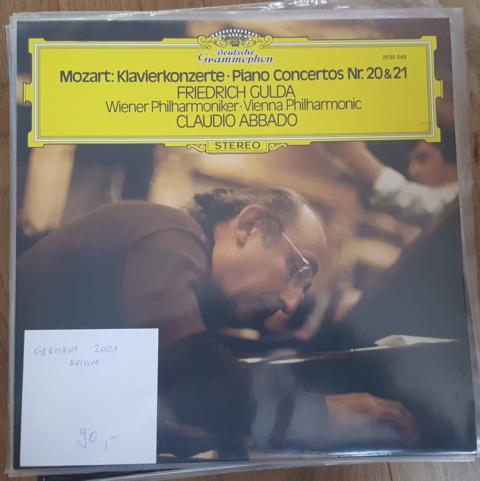 Deutsche
Grammophon
2530 548
Mozart: Klavierkonzerte · Piano Concertos Nr. 20 & 21
FRIEDRICH GULDA
Wiener Philharmoniker · Vienna Philharmonic
CLAUDIO ABBADO
STEREO
GERMANY 2001
REISSUE
90,-